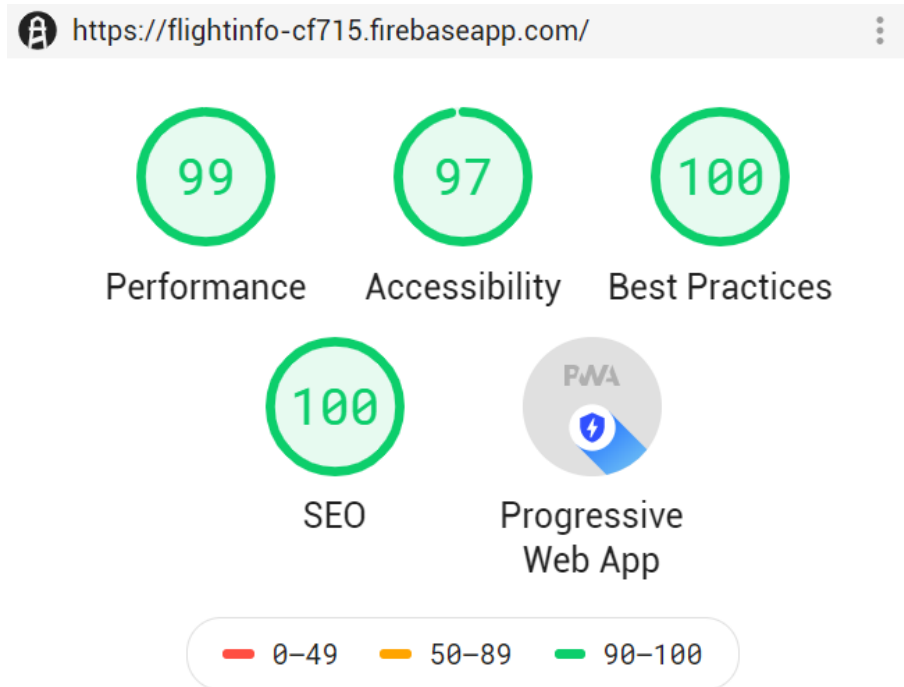 https://flightinfo-cf715.firebaseapp.com/
99 97 100
Performance Accessibility Best Practices
100 PWA
SEO Progressive
Web App
0–49 50–89 90–100